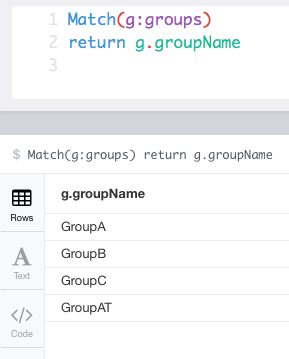 1 Match(g:groups)
2 return g.groupName
3
$ Match(g:groups) return g.groupName
g.groupName
Rows
GroupA
GroupB
A
Text
GroupC
GroupAT
</>
Code